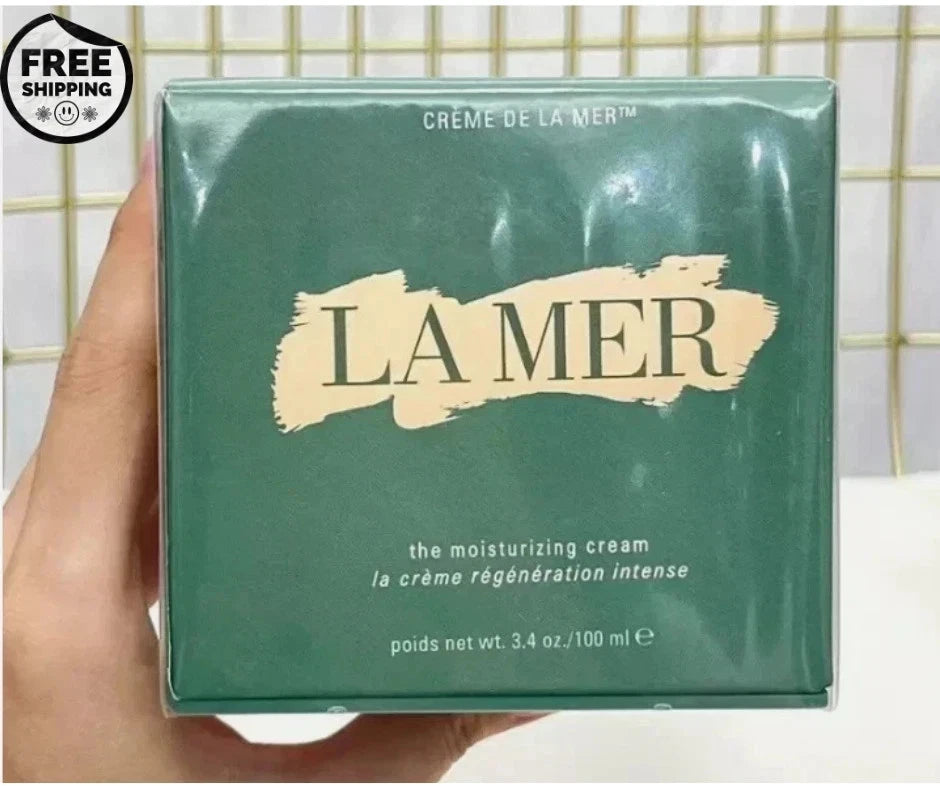 FREE
SHIPPING
CRÈME DE LA MER™
LA MER
the moisturizing cream
la crème régénération intense
poids net wt. 3.4 oz./100 ml ℮